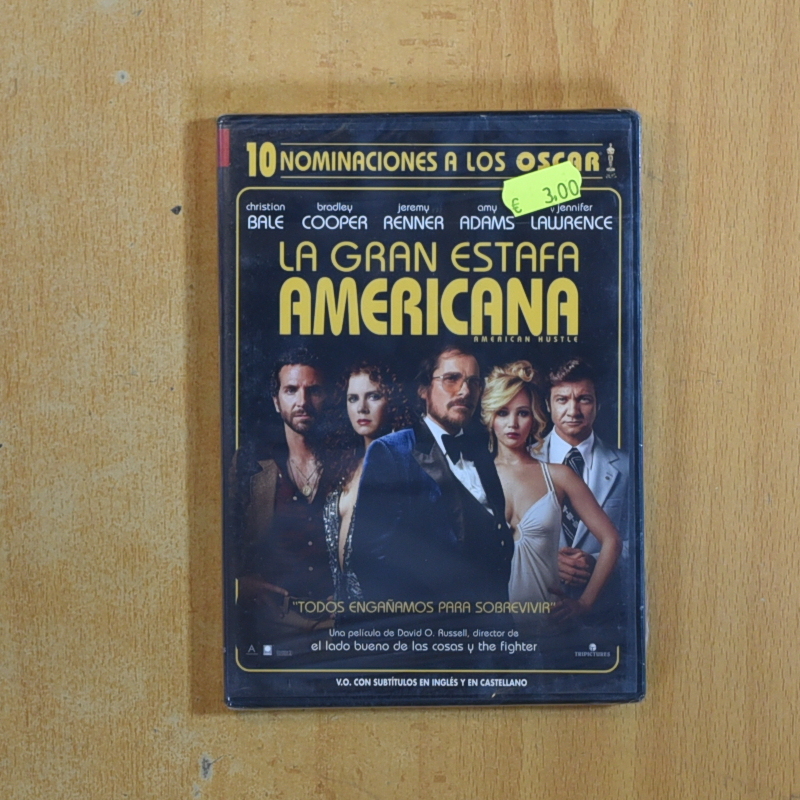 10 NOMINACIONES A LOS OSCAR
€ 3,00
christian BALE
bradley COOPER
jeremy RENNER
amy ADAMS
jennifer LAWRENCE
LA GRAN ESTAFA
AMERICANA
AMERICAN HUSTLE
"TODOS ENGAÑAMOS PARA SOBREVIVIR"
Una película de David O. Russell, director de
el lado bueno de las cosas y the fighter
TRIPICTURES
V.O. CON SUBTÍTULOS EN INGLÉS Y EN CASTELLANO